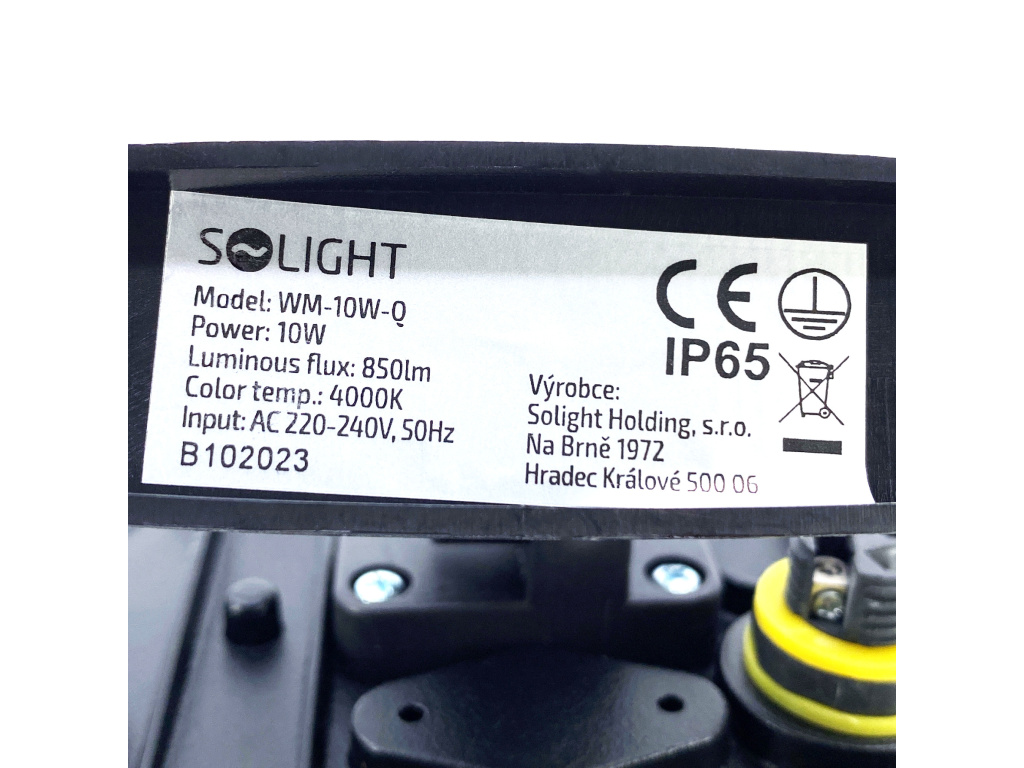 SOLIGHT
Model: WM-10W-Q
Power: 10W
Luminous flux: 850lm
Color temp.: 4000K
Input: AC 220-240V, 50Hz
B102023
CE
IP65
Výrobce:
Solight Holding, s.r.o.
Na Brně 1972
Hradec Králové 500 06